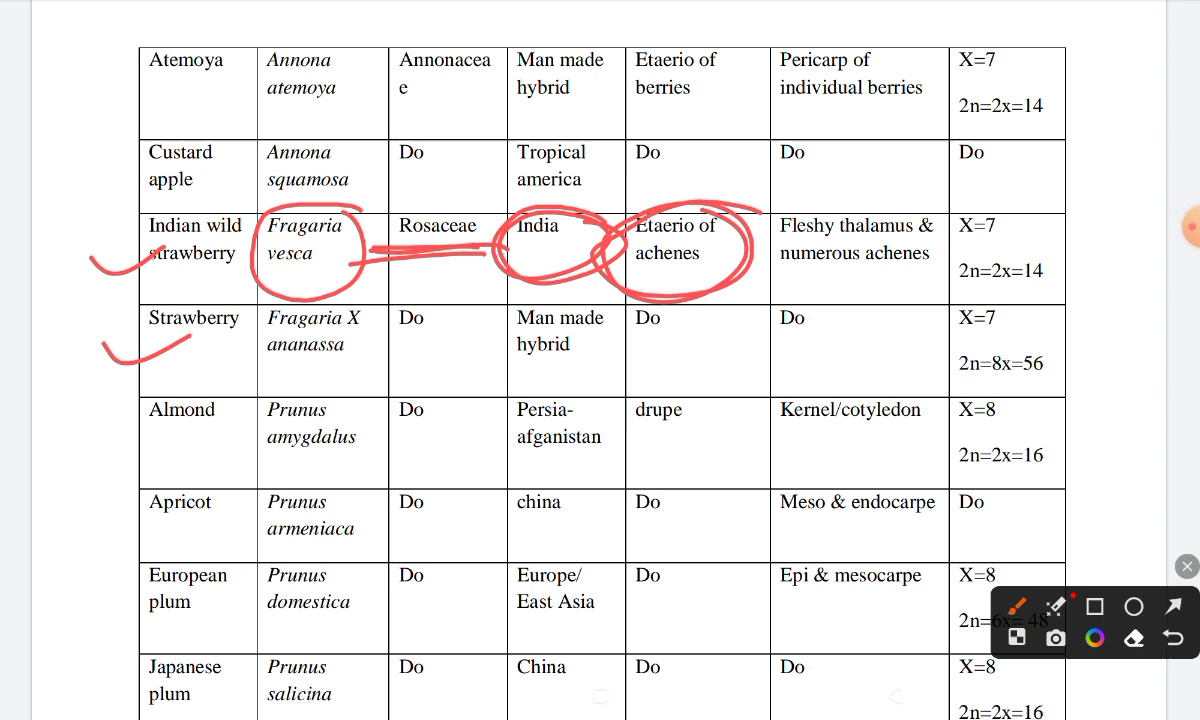 Atemoya
Annona
atemoya
Annonacea
e
Man made
hybrid
Etaerio of
berries
Pericarp of
individual berries
X=7
2n=2x=14
Custard
apple
Annona
squamosa
Do
Tropical
america
Do
Do
Do
Indian wild
strawberry
Fragaria
vesca
Rosaceae
India
Etaerio of
achenes
Fleshy thalamus &
numerous achenes
X=7
2n=2x=14
Strawberry
Fragaria X
ananassa
Do
Man made
hybrid
Do
Do
X=7
2n=8x=56
Almond
Prunus
amygdalus
Do
Persia-
afganistan
drupe
Kernel/cotyledon
X=8
2n=2x=16
Apricot
Prunus
armeniaca
Do
china
Do
Meso & endocarpe
Do
European
plum
Prunus
domestica
Do
Europe/
East Asia
Do
Epi & mesocarpe
X=8
2n=6x= 48
Japanese
plum
Prunus
salicina
Do
China
Do
Do
X=8
2n=2x=16